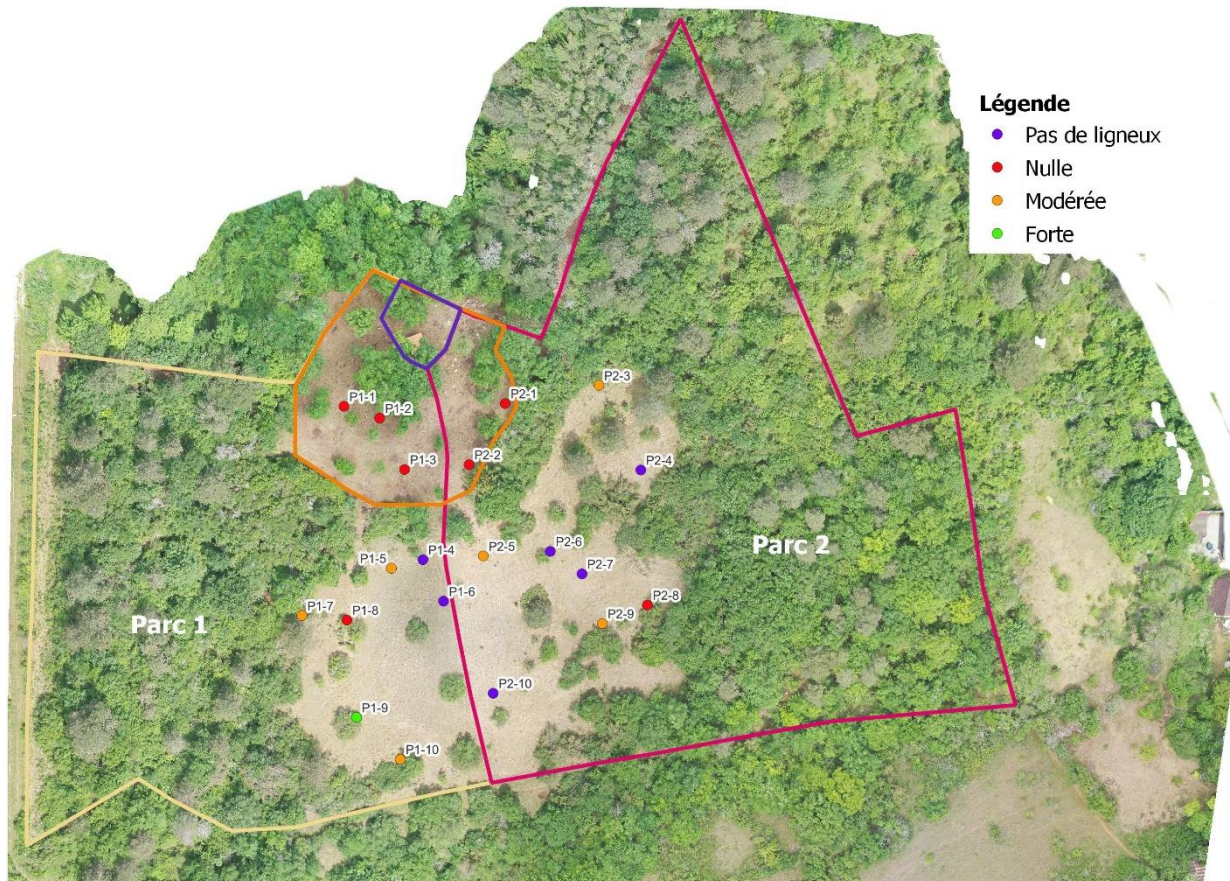 Légende
Pas de ligneux
Nulle
Modérée
Forte
P1-1
P1-2
P2-1
P2-3
P1-3
P2-2
P2-4
P1-5
P1-4
P2-5
P2-6
P2-7
Parc 2
P1-7
P1-8
P1-6
P2-9
P2-8
Parc 1
P1-9
P2-10
P1-10